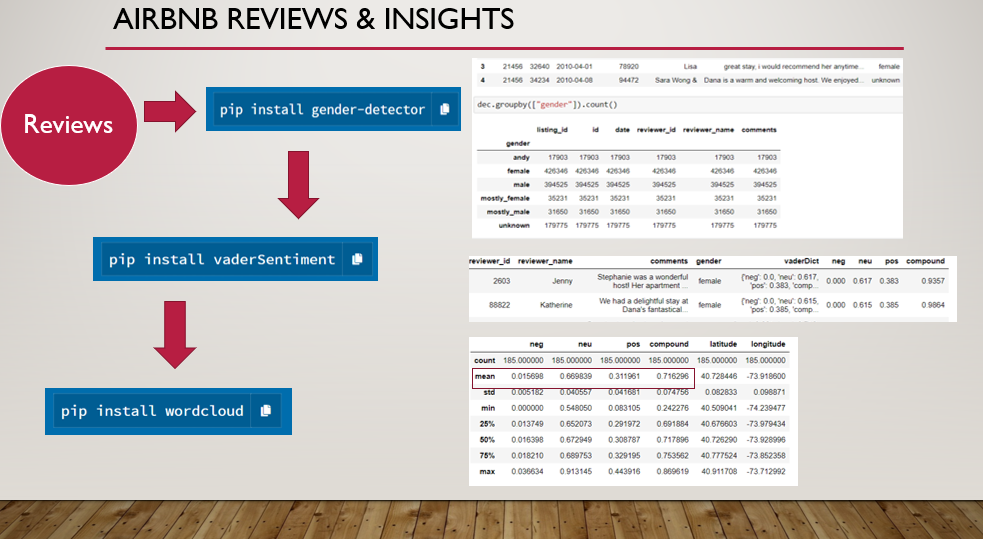 AIRBNB REVIEWS & INSIGHTS
Reviews
pip install gender-detector
pip install vaderSentiment
pip install wordcloud
3 21456 32640 2010-04-01 78920 Lisa great stay, i would recommend her anytime... female
4 21456 34234 2010-04-08 94472 Sara Wong & Dana is a warm and welcoming host. We enjoyed... unknown
dec.groupby(["gender"]).count()
listing_id id date reviewer_id reviewer_name comments
gender
andy 17903 17903 17903 17903 17903 17903
female 426346 426346 426346 426346 426346 426346
male 394525 394525 394525 394525 394525 394525
mostly_female 35231 35231 35231 35231 35231 35231
mostly_male 31650 31650 31650 31650 31650 31650
unknown 179775 179775 179775 179775 179775 179775
reviewer_id reviewer_name comments gender vaderDict neg neu pos compound
2603 Jenny Stephanie was a wonderful female {'neg': 0.0, 'neu': 0.617, 0.000 0.617 0.383 0.9357
host! Her apartment ... 'pos': 0.383, 'comp...
88822 Katherine We had a delightful stay at female {'neg': 0.0, 'neu': 0.615, 0.000 0.615 0.385 0.9864
Dana's fantastical... 'pos': 0.385, 'comp...
neg neu pos compound latitude longitude
count 185.000000 185.000000 185.000000 185.000000 185.000000 185.000000
mean 0.015698 0.669839 0.311961 0.716296 40.728446 -73.918600
std 0.005182 0.040557 0.041681 0.074756 0.082833 0.098871
min 0.000000 0.548050 0.083105 0.242276 40.509041 -74.239477
25% 0.013749 0.652073 0.291972 0.691884 40.676603 -73.979434
50% 0.016398 0.672949 0.308787 0.717896 40.726290 -73.928996
75% 0.018210 0.689753 0.329195 0.753562 40.777524 -73.852358
max 0.036634 0.913145 0.443916 0.869619 40.911708 -73.712992